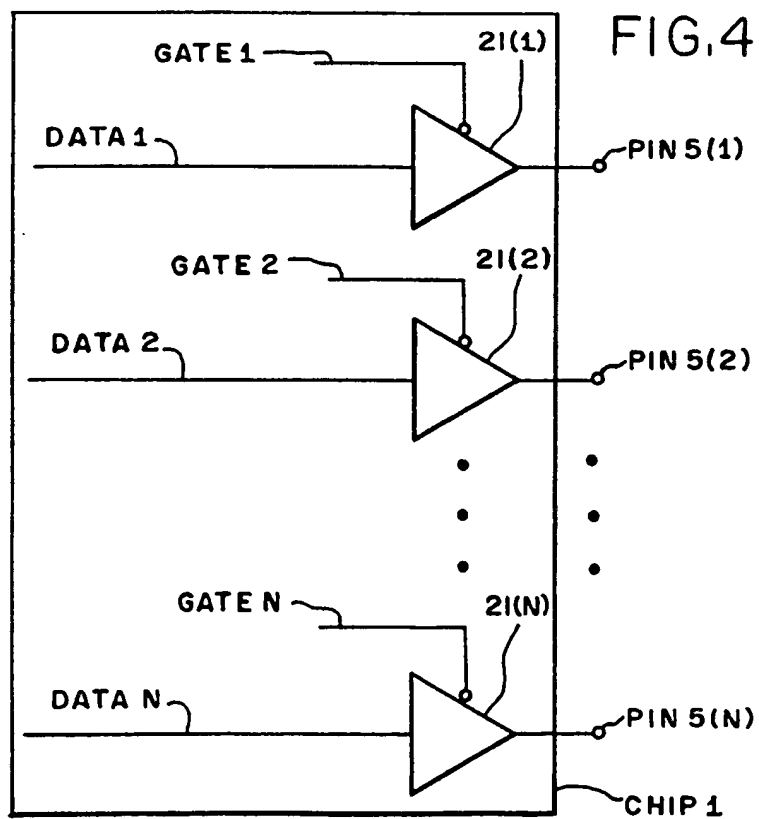 FIG.4
GATE 1
21(1)
DATA 1
PIN 5(1)
GATE 2
21(2)
DATA 2
PIN 5(2)
GATE N
21(N)
DATA N
PIN 5(N)
CHIP 1